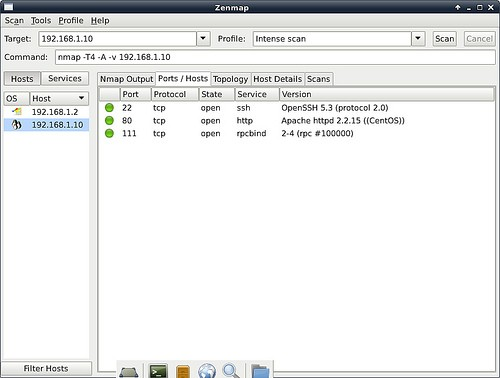 Zenmap
Scan Tools Profile Help
Target: 192.168.1.10 Profile: Intense scan Scan Cancel
Command: nmap -T4 -A -v 192.168.1.10
Hosts Services Nmap Output Ports / Hosts Topology Host Details Scans
OS Host Port Protocol State Service Version
192.168.1.2 22 tcp open ssh OpenSSH 5.3 (protocol 2.0)
192.168.1.10 80 tcp open http Apache httpd 2.2.15 ((CentOS))
111 tcp open rpcbind 2-4 (rpc #100000)
Filter Hosts